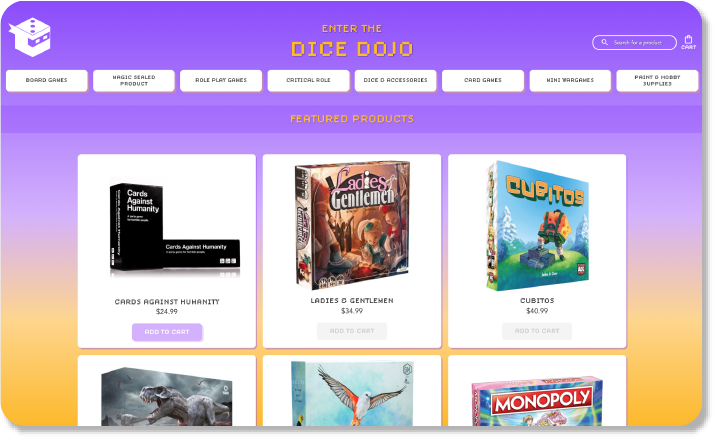 ENTER THE
DICE DOJO
Search for a product
CART
BOARD GAMES
MAGIC SEALED
PRODUCT
ROLE PLAY GAMES
CRITICAL ROLE
DICE & ACCESSORIES
CARD GAMES
MINI WARGAMES
PAINT & HOBBY
SUPPLIES
FEATURED PRODUCTS
Cards
Against
Humanity
Cards Against Humanity
CARDS AGAINST HUMANITY
$24.99
ADD TO CART
Ladies
&
Gentlemen
LADIES & GENTLEMEN
$34.99
ADD TO CART
CUBITOS
CUBITOS
$40.99
ADD TO CART
MONOPOLY